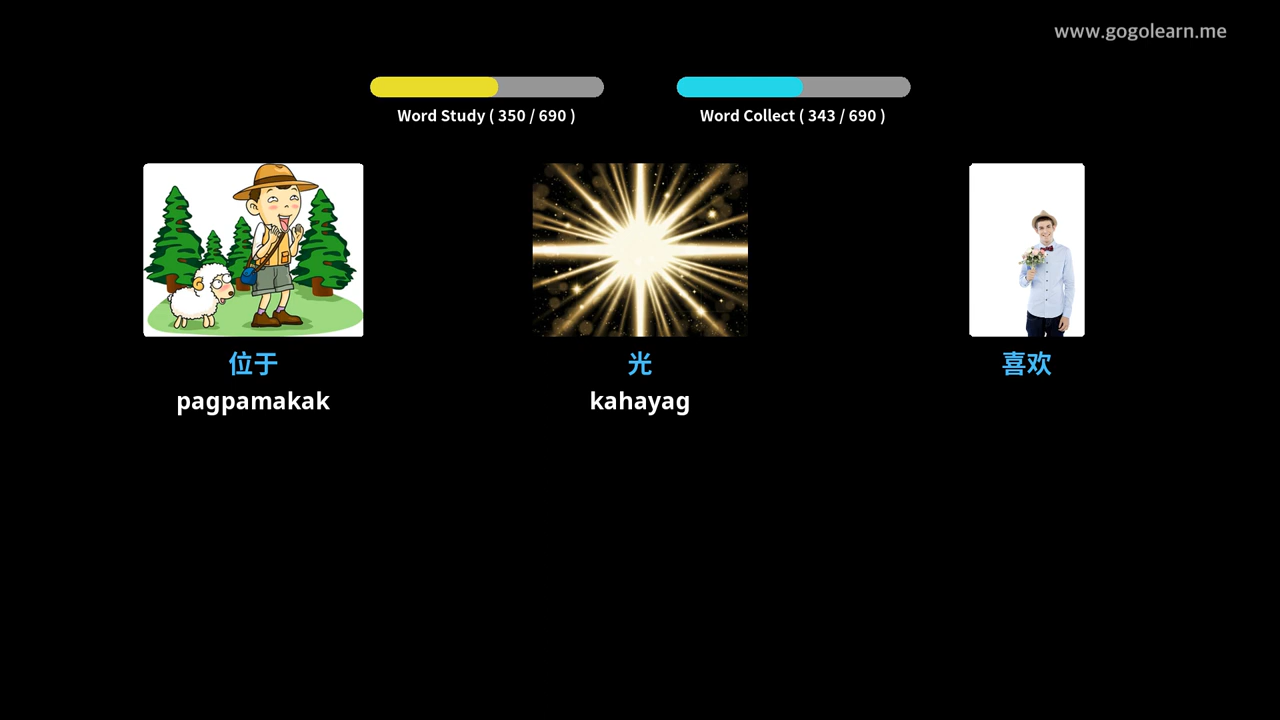 www.gogolearn.me
Word Study ( 350 / 690 )
Word Collect ( 343 / 690 )
位于
pagpamakak
光
kahayag
喜欢